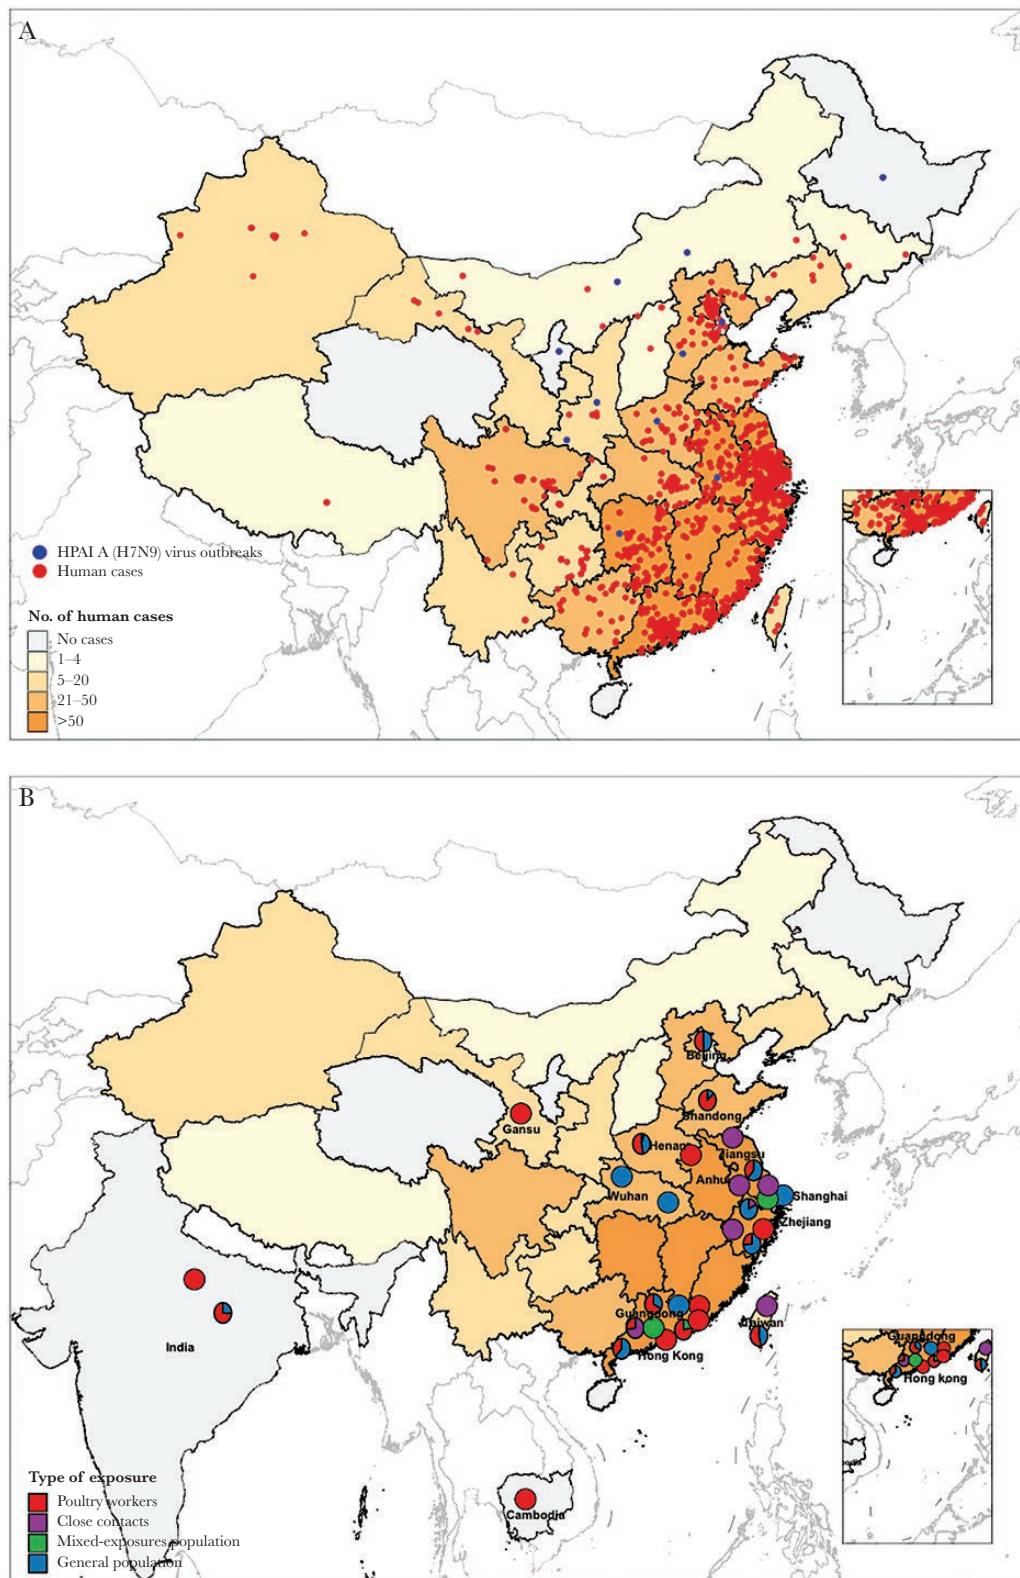 A
HPAI A (H7N9) virus outbreaks
Human cases
No. of human cases
No cases
1–4
5–20
21–50
>50
B
Beijing
Shandong
Gansu
Henan
Jiangsu
Anhui
Wuhan
Shanghai
Zhejiang
Guangdong
Taiwan
Hong Kong
India
Guangdong
Hong kong
Cambodia
Type of exposure
Poultry workers
Close contacts
Mixed-exposures population
General population